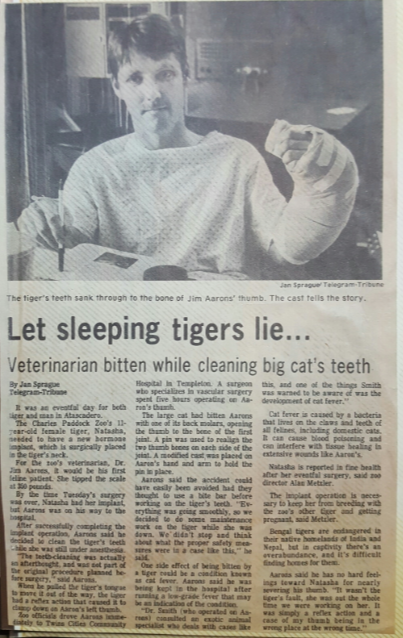 Jan Sprague/Telegram-Tribune
The tiger's teeth sank through to the bone of Jim Aarons' thumb. The cast tells the story.
Let sleeping tigers lie...
Veterinarian bitten while cleaning big cat's teeth
By Jan Sprague
Telegram-Tribune
It was an eventful day for both
tiger and man in Atascadero.
The Charles Paddock Zoo's 11-
year-old female tiger, Natasha,
needed to have a new hormone
implant, which is surgically placed
in the tiger's neck.
For the zoo's veterinarian, Dr.
Jim Aarons, it would be his first
feline patient. She tipped the scale
at 260 pounds.
By the time Tuesday's surgery
was over, Natasha had her implant,
but Aarons was on his way to the
hospital.
After successfully completing the
implant operation, Aarons said he
decided to clean the tiger's teeth
while she was still under anesthesia.
"The teeth-cleaning was actually
an afterthought, and was not part of
the original procedure planned be-
fore surgery," said Aarons.
When he pulled the tiger's tongue
to move it out of the way, the tiger
had a reflex action that caused it to
clamp down on Aaron's left thumb.
Zoo officials drove Aarons imme-
diately to Twin Cities Community
Hospital in Templeton. A surgeon
who specializes in vascular surgery
spent five hours operating on Aa-
ron's thumb.
The large cat had bitten Aarons
with one of its back molars, opening
the thumb to the bone of the first
joint. A pin was used to realign the
two thumb bones on each side of the
joint. A modified cast was placed on
Aaron's hand and arm to hold the
pin in place.
Aarons said the accident could
have easily been avoided had they
thought to use a bite bar before
working on the tiger's teeth. "Ev-
erything was going smoothly, so we
decided to do some maintenance
work on the tiger while she was
down. We didn't stop and think
about what the proper safety mea-
sures were in a case like this," he
said.
One side effect of being bitten by
a tiger could be a condition known
as cat fever. Aarons said he was
being kept in the hospital after
running a low-grade fever that may
be an indication of the condition.
"Dr. Smith (who operated on
Aarons) consulted an exotic animal
specialist who deals with cases like
this, and one of the things Smith
was warned to be aware of was the
development of cat fever."
Cat fever is caused by a bacteria
that lives on the claws and teeth of
all felines, including domestic cats.
It can cause blood poisoning and
can interfere with tissue healing in
extensive wounds like Aaron's.
Natasha is reported in fine health
after her eventful surgery, said zoo
director Alan Metzler.
The implant operation is neces-
sary to keep her from breeding with
the zoo's other tiger and getting
pregnant, said Metzler.
Bengal tigers are endangered in
their native homelands of India and
Nepal, but in captivity there's an
overabundance, and it's difficult
finding homes for them.
Aarons said he has no hard feel-
ings toward Natasha for nearly
severing his thumb. "It wasn't the
tiger's fault, she was out the whole
time we were working on her. It
was simply a reflex action and a
case of my thumb being in the
wrong place at the wrong time."